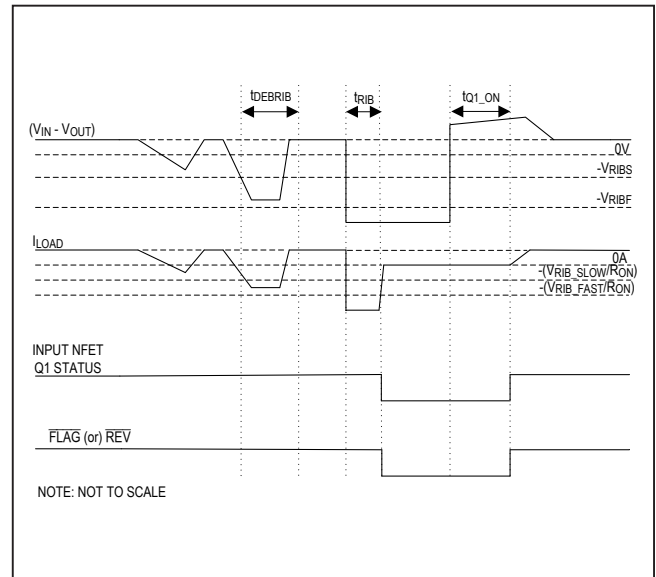 tDEBRIB
tRIB
tQ1_ON
(VIN - VOUT)
0V
-VRIBS
-VRIBF
ILOAD
0A
-(VRIB_SLOW/RON)
-(VRIB_FAST/RON)
INPUT NFET
Q1 STATUS
FLAG (or) REV
NOTE: NOT TO SCALE